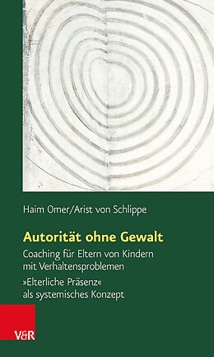 Haim Omer/Arist von Schlippe
Autorität ohne Gewalt
Coaching für Eltern von Kindern
mit Verhaltensproblemen
»Elterliche Präsenz«
als systemisches Konzept
V&R